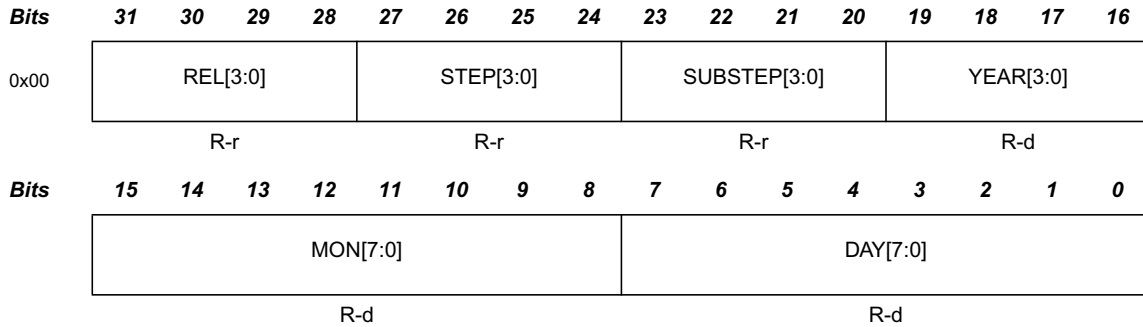 Bits 31 30 29 28 27 26 25 24 23 22 21 20 19 18 17 16
0x00 REL[3:0] STEP[3:0] SUBSTEP[3:0] YEAR[3:0]
R-r R-r R-r R-d
Bits 15 14 13 12 11 10 9 8 7 6 5 4 3 2 1 0
MON[7:0] DAY[7:0]
R-d R-d